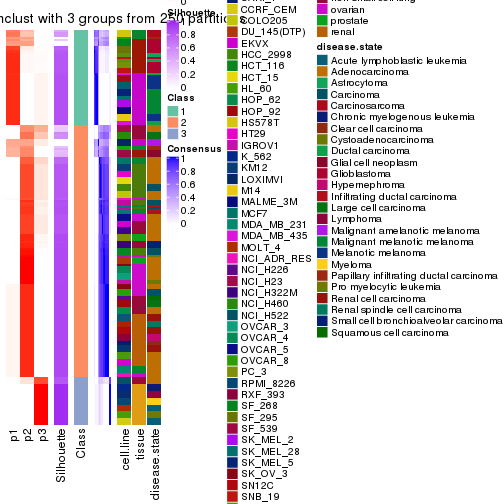 nclust with 3 groups from 250 partitions
Silhouette
1
0.8
0.6
0.4
0.2
0
Class
1
2
3
Consensus
1
0.8
0.6
0.4
0.2
0
p1
p2
p3
Silhouette
Class
cell.line
tissue
disease.state
CCRF_CEM
COLO205
DU_145(DTP)
EKVX
HCC_2998
HCT_116
HCT_15
HL_60
HOP_62
HOP_92
HS578T
HT29
IGROV1
K_562
KM12
LOXIMVI
M14
MALME_3M
MCF7
MDA_MB_231
MDA_MB_435
MOLT_4
NCI_ADR_RES
NCI_H226
NCI_H23
NCI_H322M
NCI_H460
NCI_H522
OVCAR_3
OVCAR_4
OVCAR_5
OVCAR_8
PC_3
RPMI_8226
RXF_393
SF_268
SF_295
SF_539
SK_MEL_2
SK_MEL_28
SK_MEL_5
SK_OV_3
SN12C
SNB_19
ovarian
prostate
renal
disease.state
Acute lymphoblastic leukemia
Adenocarcinoma
Astrocytoma
Carcinoma
Carcinosarcoma
Chronic myelogenous leukemia
Clear cell carcinoma
Cystoadenocarcinoma
Ductal carcinoma
Glial cell neoplasm
Glioblastoma
Hypernephroma
Infiltrating ductal carcinoma
Large cell carcinoma
Lymphoma
Malignant amelanotic melanoma
Malignant melanotic melanoma
Melanotic melanoma
Myeloma
Papillary infiltrating ductal carcinoma
Pro myelocytic leukemia
Renal cell carcinoma
Renal spindle cell carcinoma
Small cell bronchioalveolar carcinoma
Squamous cell carcinoma